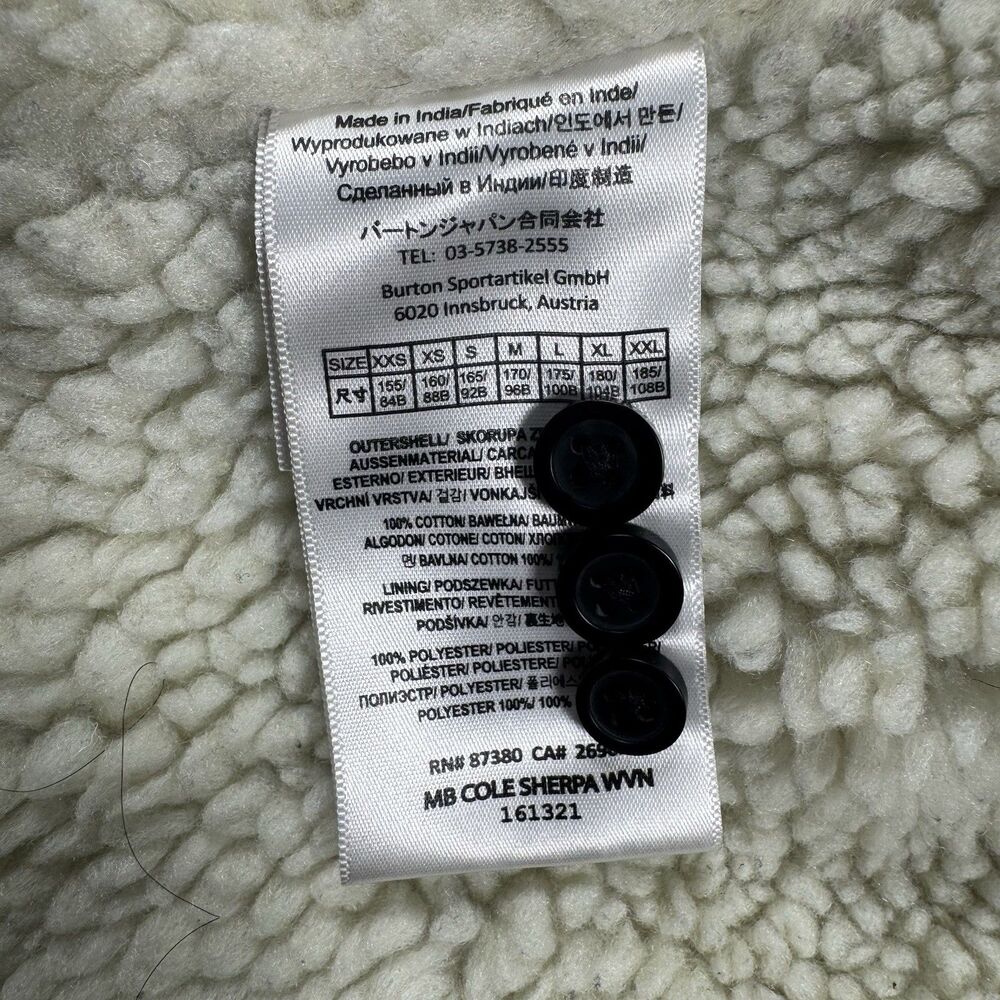 Made in India/Fabriqué en Inde/
Wyprodukowane w Indiach/인도에서 만든/
Vyrobebo v Indii/Vyrobené v Indii/
Сделанный в Индии/印度制造
バートンジャパン合同会社
TEL: 03-5738-2555
Burton Sportartikel GmbH
6020 Innsbruck, Austria
SIZE XXS XS S M L XL XXL
尺寸 155/84B 160/88B 165/92B 170/96B 175/100B 180/104B 185/108B
OUTERSHELL/ SKORUPA
AUSSENMATERIAL/
ESTERNO/ EXTERIEUR/
VRCHNÍ VRSTVA/ 겉감/
100% COTTON/ BAWEŁNA/
ALGODON/ COTONE/ COTON/
면/ BAVLNA/ COTTON 100%/
LINING/ PODSZEWKA/
RIVESTIMENTO/ REVÊTEMENT
PODŠÍVKA/ 안감/ 裏生地
100% POLYESTER/ POLIESTER/
POLIÉSTER/ POLIESTERE/
ПОЛИЭСТР/ POLYESTER/ 폴리에스
POLYESTER 100%/ 100%
RN# 87380 CA#
MB COLE SHERPA WVN
161321